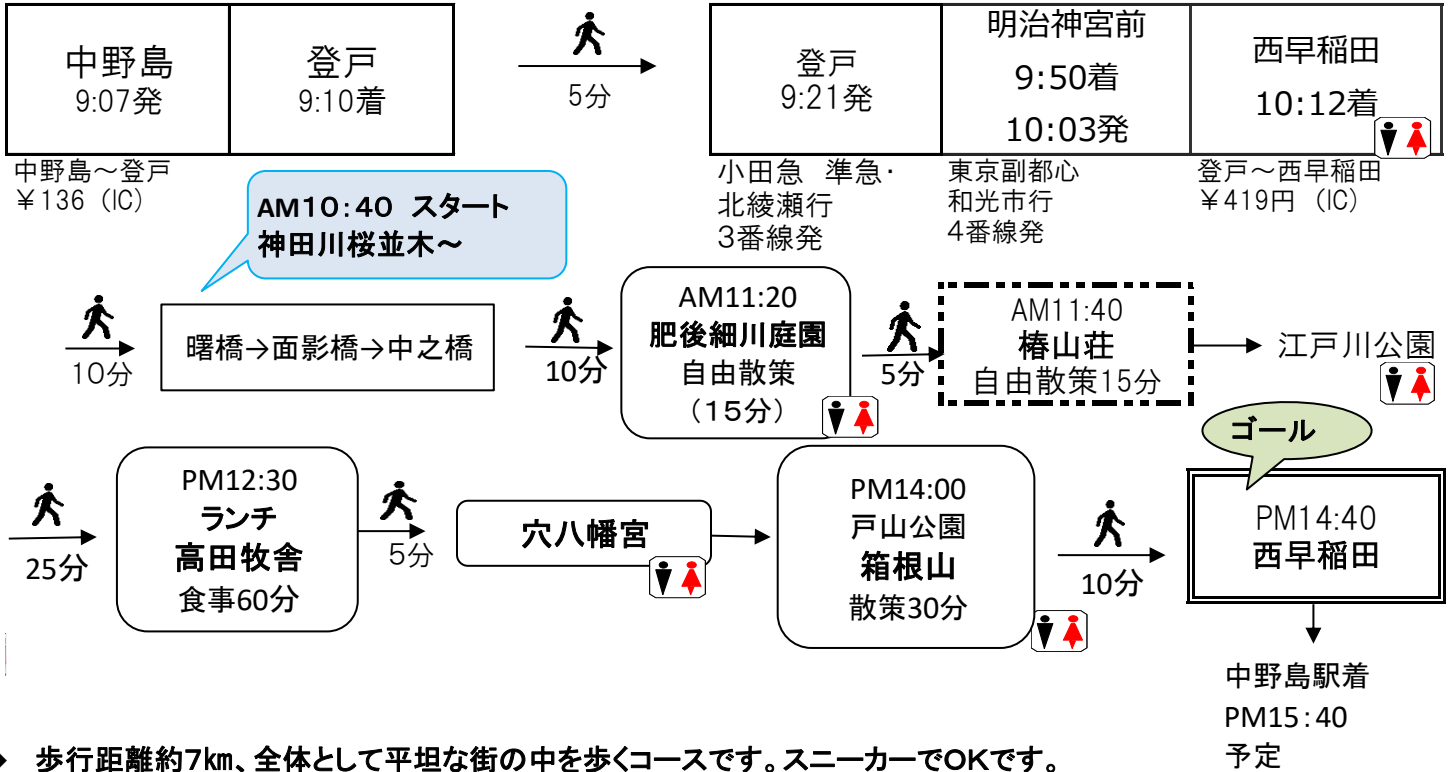 中野島
9:07発
登戸
9:10着
5分
登戸
9:21発
明治神宮前
9:50着
10:03発
西早稲田
10:12着
中野島～登戸
￥136（IC）
小田急 準急・
北綾瀬行
3番線発
東京副都心
和光市行
4番線発
登戸～西早稲田
￥419円（IC）
AM10：40 スタート
神田川桜並木～
10分
曙橋→面影橋→中之橋
10分
AM11:20
肥後細川庭園
自由散策
（１５分）
5分
AM11:40
椿山荘
自由散策15分
江戸川公園
25分
PM12:30
ランチ
高田牧舎
食事60分
5分
穴八幡宮
PM14:00
戸山公園
箱根山
散策30分
10分
ゴール
PM14:40
西早稲田
中野島駅着
PM15：40
予定
歩行距離約7㎞、全体として平坦な街の中を歩くコースです。スニーカーでOKです。